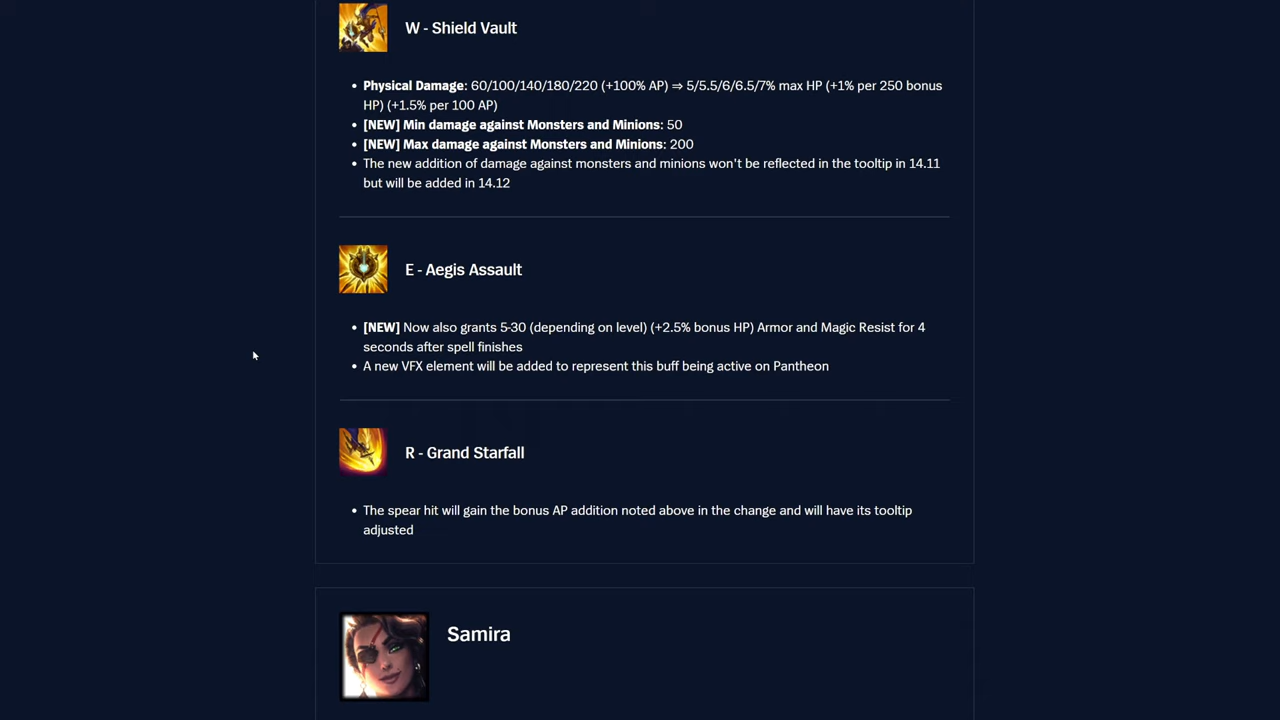 W - Shield Vault
• Physical Damage: 60/100/140/180/220 (+100% AP) ⇒ 5/5.5/6/6.5/7% max HP (+1% per 250 bonus
HP) (+1.5% per 100 AP)
• [NEW] Min damage against Monsters and Minions: 50
• [NEW] Max damage against Monsters and Minions: 200
• The new addition of damage against monsters and minions won't be reflected in the tooltip in 14.11
but will be added in 14.12
E - Aegis Assault
• [NEW] Now also grants 5-30 (depending on level) (+2.5% bonus HP) Armor and Magic Resist for 4
seconds after spell finishes
• A new VFX element will be added to represent this buff being active on Pantheon
R - Grand Starfall
• The spear hit will gain the bonus AP addition noted above in the change and will have its tooltip
adjusted
Samira